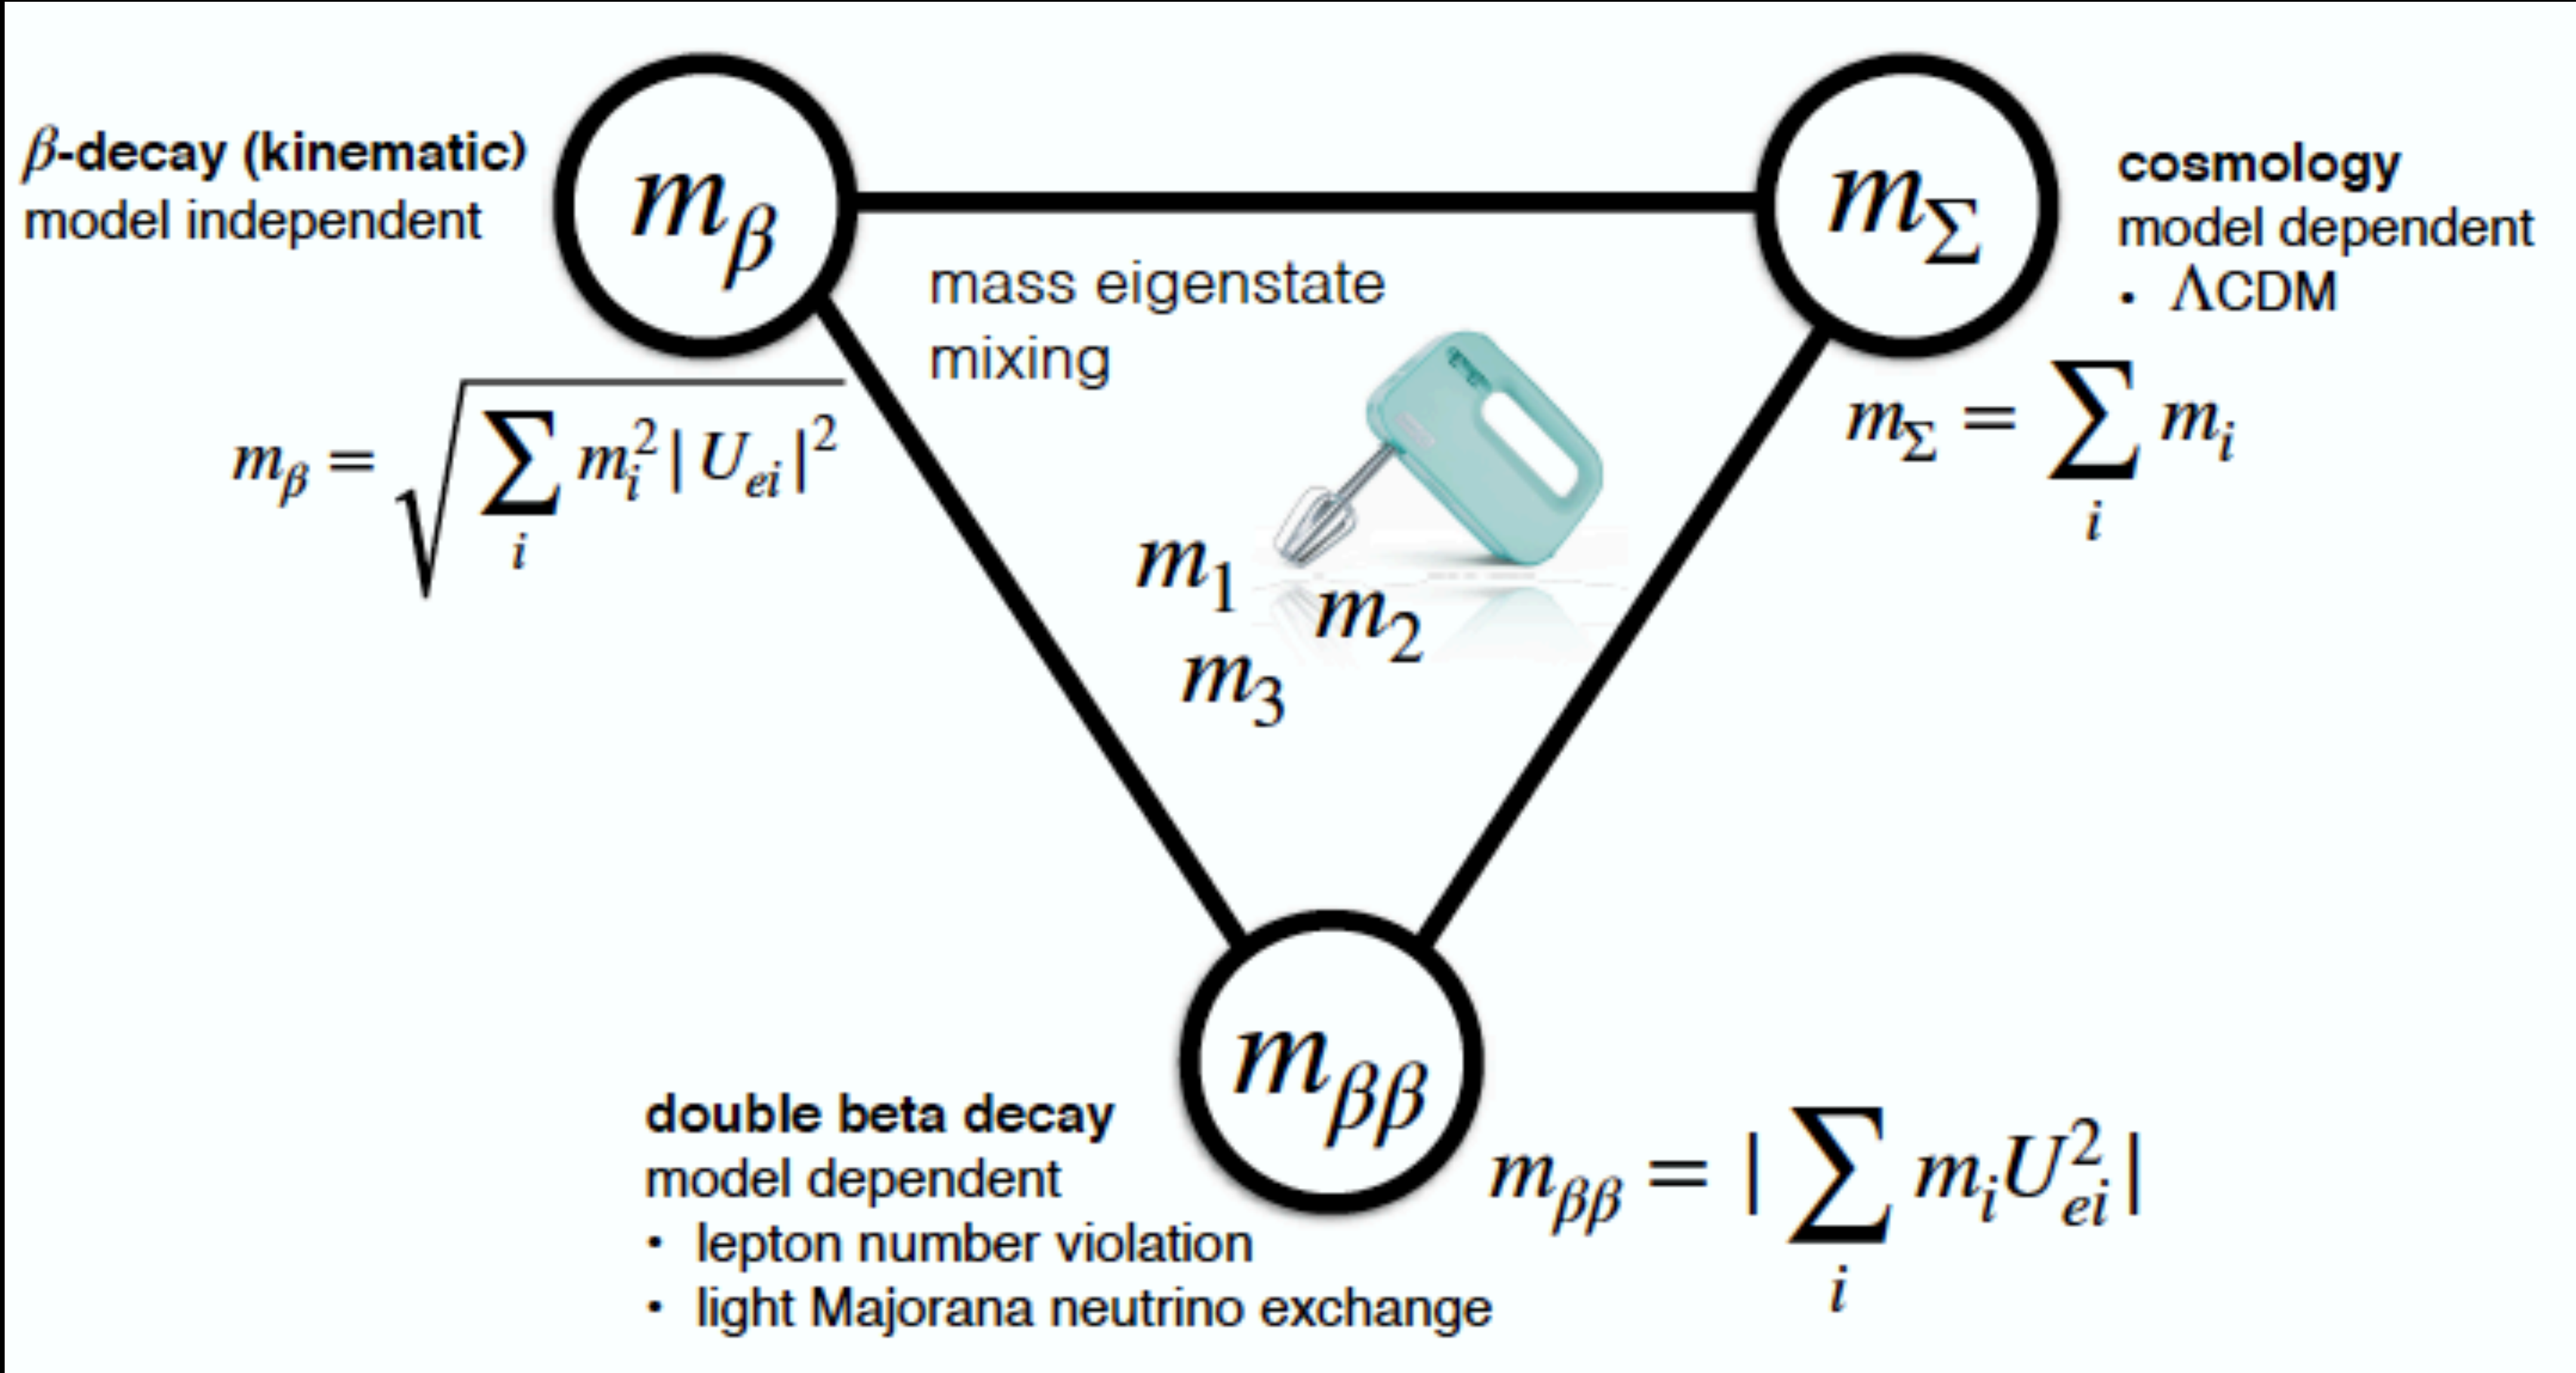 β-decay (kinematic)
model independent
m_β
m_Σ
cosmology
model dependent
• ΛCDM
mass eigenstate
mixing
m_β = √(∑_i m_i^2 | U_ei |^2)
m_Σ = ∑_i m_i
m_1
m_2
m_3
m_ββ
double beta decay
model dependent
• lepton number violation
• light Majorana neutrino exchange
m_ββ = | ∑_i m_i U_ei^2 |